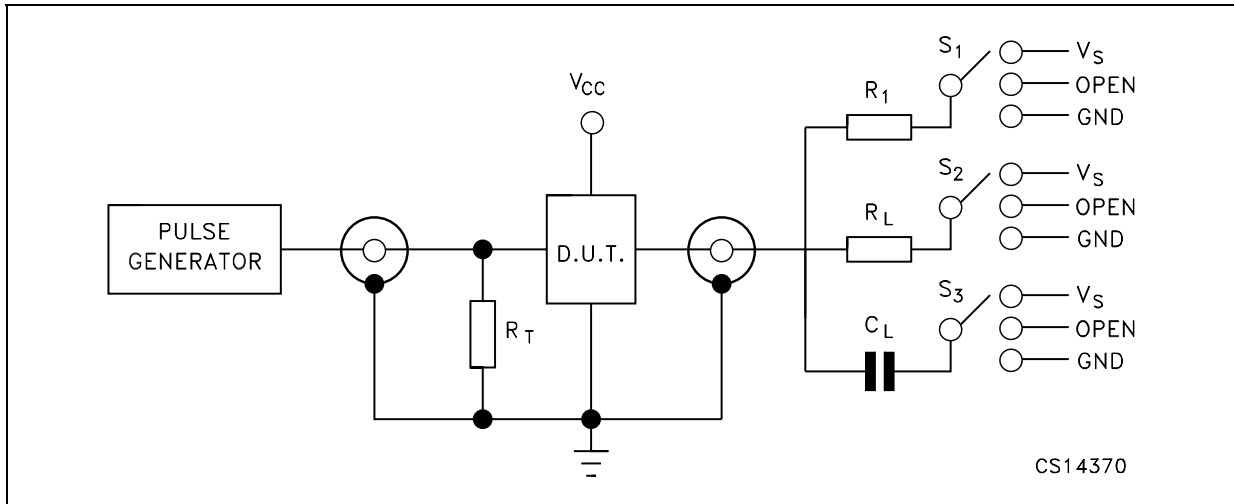 S1
VS
OPEN
GND
R1
VCC
S2
VS
OPEN
GND
RL
PULSE
GENERATOR
D.U.T.
S3
VS
OPEN
GND
CL
RT
CS14370